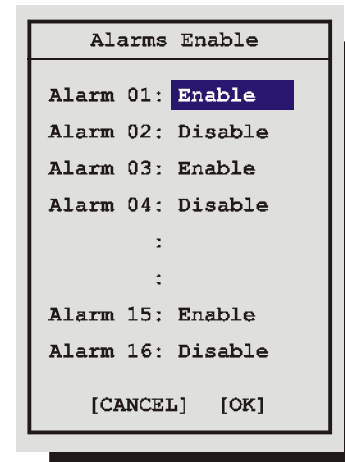 Alarms Enable
Alarm 01: Enable
Alarm 02: Disable
Alarm 03: Enable
Alarm 04: Disable
:
:
Alarm 15: Enable
Alarm 16: Disable
[CANCEL] [OK]